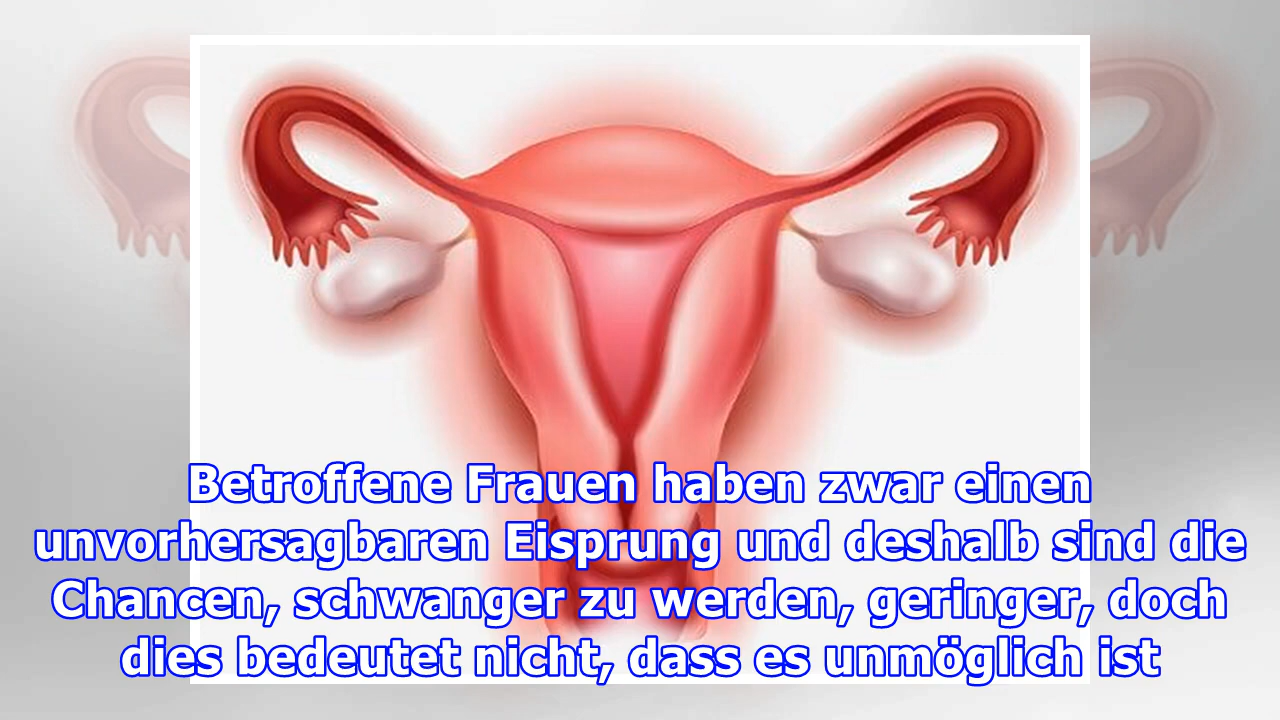 Betroffene Frauen haben zwar einen
unvorhersagbaren Eisprung und deshalb sind die
Chancen, schwanger zu werden, geringer, doch
dies bedeutet nicht, dass es unmöglich ist